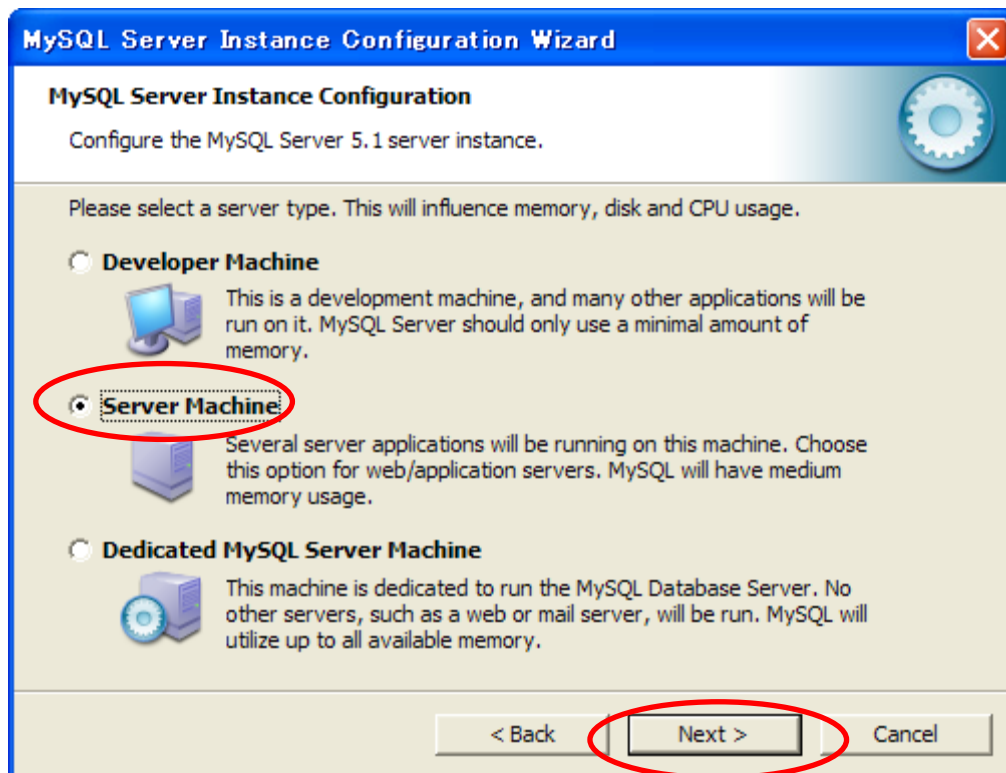 MySQL Server Instance Configuration Wizard
MySQL Server Instance Configuration
Configure the MySQL Server 5.1 server instance.
Please select a server type. This will influence memory, disk and CPU usage.
Developer Machine
This is a development machine, and many other applications will be
run on it. MySQL Server should only use a minimal amount of
memory.
Server Machine
Several server applications will be running on this machine. Choose
this option for web/application servers. MySQL will have medium
memory usage.
Dedicated MySQL Server Machine
This machine is dedicated to run the MySQL Database Server. No
other servers, such as a web or mail server, will be run. MySQL will
utilize up to all available memory.
< Back Next > Cancel